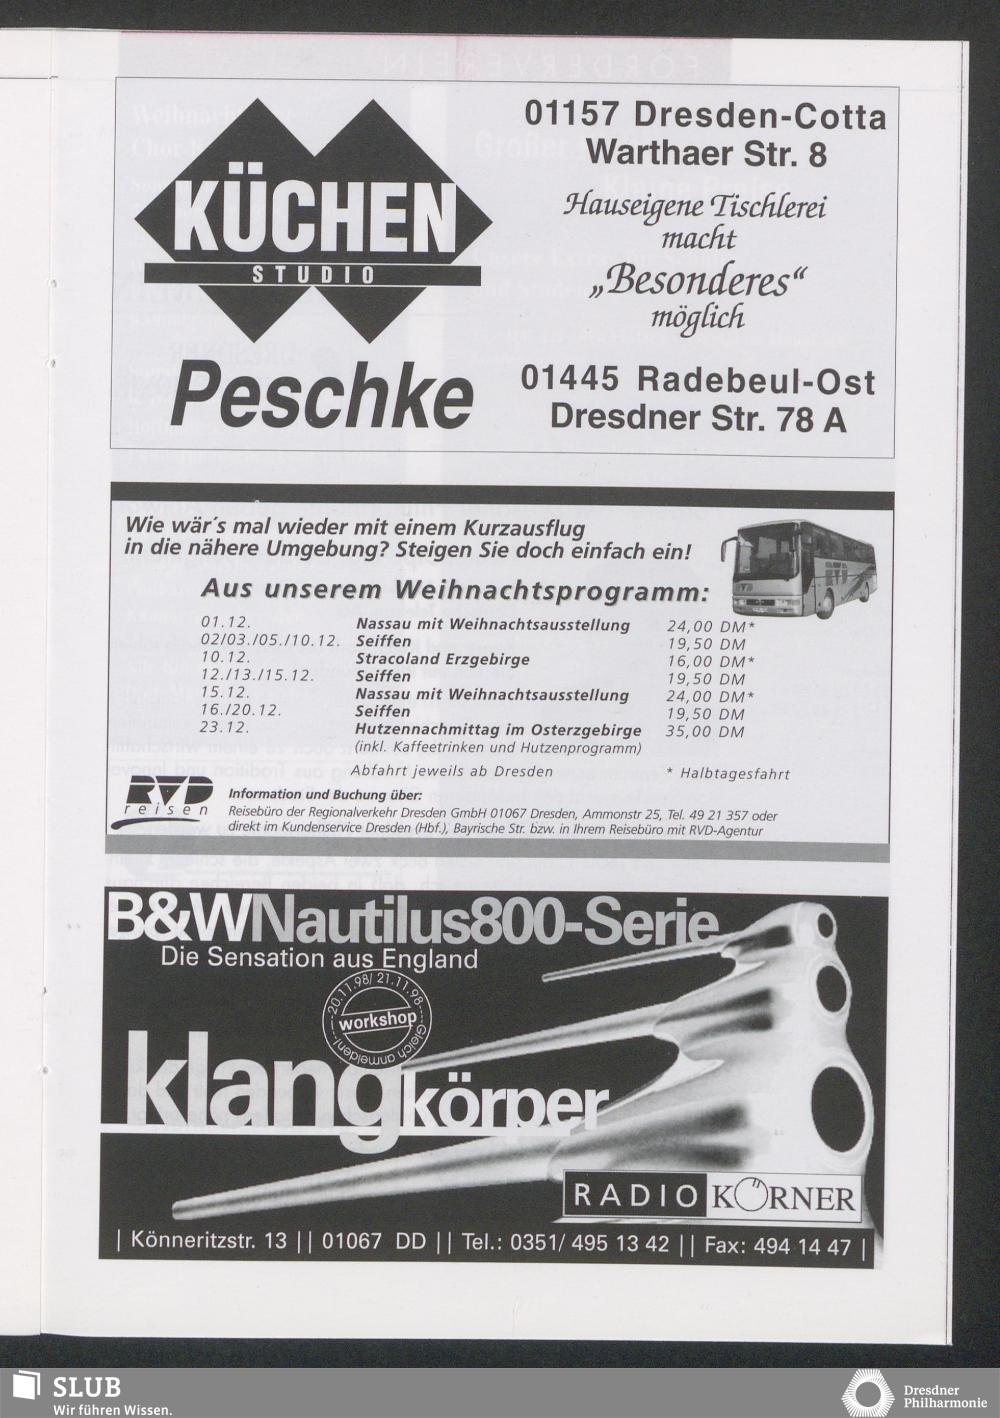 KÜCHEN
STUDIO
Peschke
01157 Dresden-Cotta
Warthaer Str. 8
Hauseigene Tischlerei
macht
„Besonderes“
möglich
01445 Radebeul-Ost
Dresdner Str. 78 A
Wie wär´s mal wieder mit einem Kurzausflug
in die nähere Umgebung? Steigen Sie doch einfach ein!
Aus unserem Weihnachtsprogramm:
01.12. Nassau mit Weihnachtsausstellung 24,00 DM*
02/03./05./10.12. Seiffen 19,50 DM
10.12. Stracoland Erzgebirge 16,00 DM*
12./13./15.12. Seiffen 19,50 DM
15.12. Nassau mit Weihnachtsausstellung 24,00 DM*
16./20.12. Seiffen 19,50 DM
23.12. Hutzennachmittag im Osterzgebirge 35,00 DM
(inkl. Kaffeetrinken und Hutzenprogramm)
Abfahrt jeweils ab Dresden * Halbtagesfahrt
RVD
reisen
Information und Buchung über:
Reisebüro der Regionalverkehr Dresden GmbH 01067 Dresden, Ammonstr 25, Tel. 49 21 357 oder
direkt im Kundenservice Dresden (Hbf.), Bayrische Str. bzw. in Ihrem Reisebüro mit RVD-Agentur
B&WNautilus800-Serie
Die Sensation aus England
20.11.98/ 21.11.98
workshop
Gleich anmelden!
klangkörper
RADIO KÖRNER
| Könneritzstr. 13 || 01067 DD || Tel.: 0351/ 495 13 42 || Fax: 494 14 47 |
SLUB
Wir führen Wissen.
Dresdner
Philharmonie